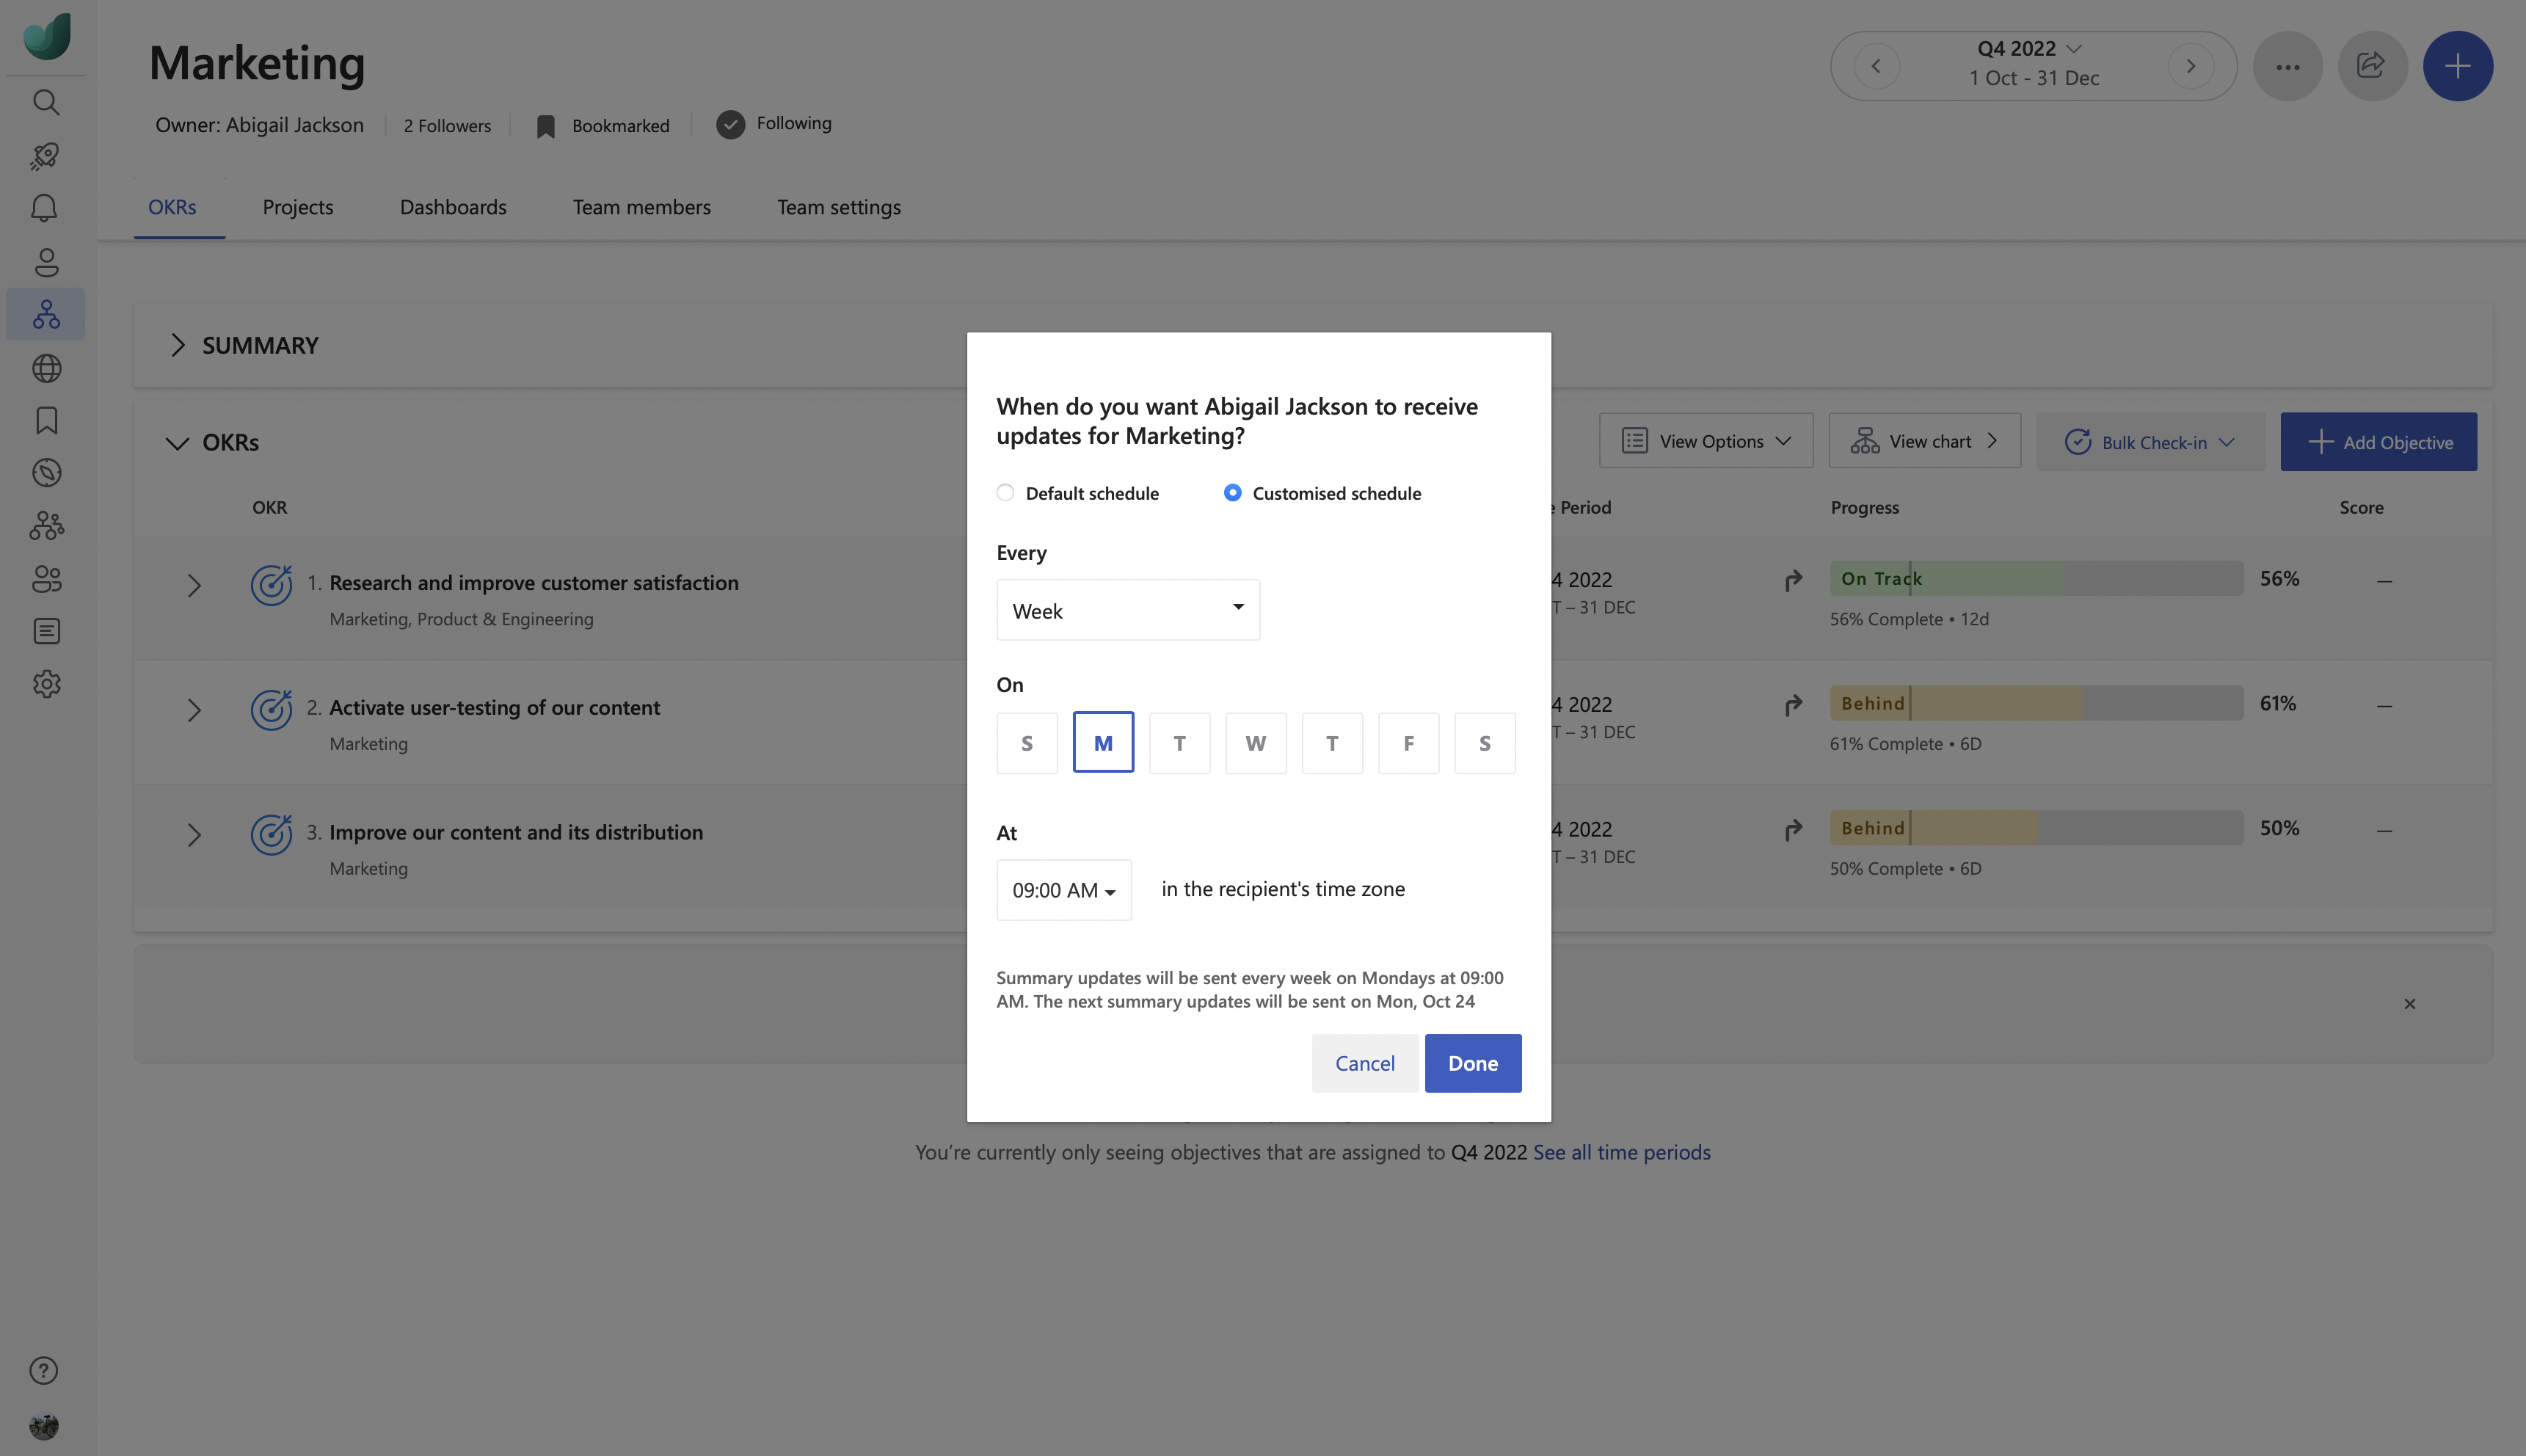 Marketing
Q4 2022
1 Oct - 31 Dec
Owner: Abigail Jackson
2 Followers
Bookmarked
Following
OKRs
Projects
Dashboards
Team members
Team settings
SUMMARY
OKRs
View Options
View chart
Bulk Check-in
Add Objective
OKR
Period
Progress
Score
1. Research and improve customer satisfaction
Marketing, Product & Engineering
4 2022
T – 31 DEC
On Track
56%
—
56% Complete • 12d
2. Activate user-testing of our content
Marketing
4 2022
T – 31 DEC
Behind
61%
—
61% Complete • 6D
3. Improve our content and its distribution
Marketing
4 2022
T – 31 DEC
Behind
50%
—
50% Complete • 6D
When do you want Abigail Jackson to receive
updates for Marketing?
Default schedule
Customised schedule
Every
Week
On
S M T W T F S
At
09:00 AM
in the recipient's time zone
Summary updates will be sent every week on Mondays at 09:00
AM. The next summary updates will be sent on Mon, Oct 24
Cancel
Done
You’re currently only seeing objectives that are assigned to Q4 2022 See all time periods